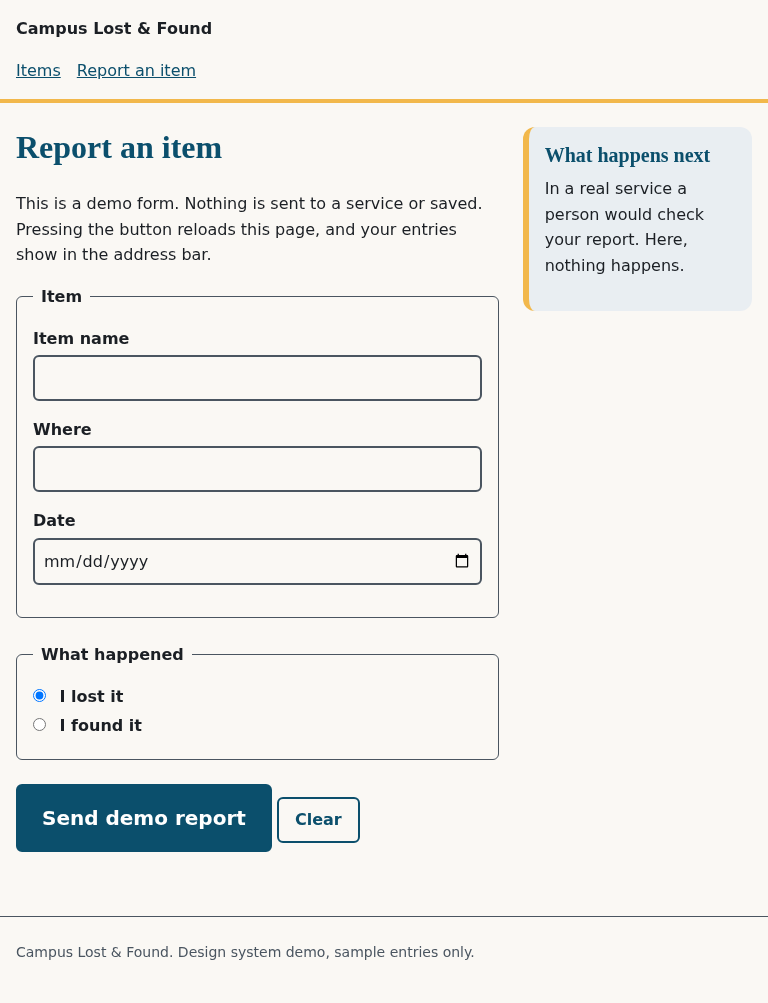 Campus Lost & Found
Items Report an item
Report an item
This is a demo form. Nothing is sent to a service or saved.
Pressing the button reloads this page, and your entries
show in the address bar.
Item
Item name
Where
Date
mm/dd/yyyy
What happened
I lost it
I found it
Send demo report Clear
What happens next
In a real service a
person would check
your report. Here,
nothing happens.
Campus Lost & Found. Design system demo, sample entries only.